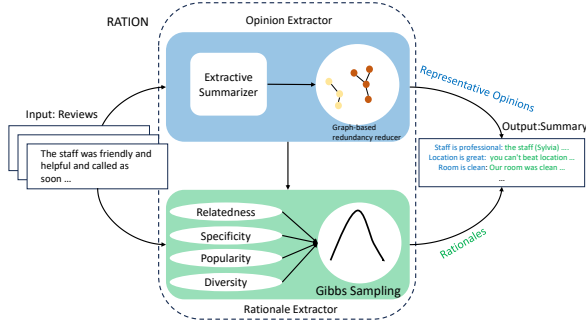 RATION
Opinion Extractor
Extractive
Summarizer
Graph-based
redundancy reducer
Representative Opinions
Input: Reviews
The staff was friendly and
helpful and called as
soon ...
Output:Summary
Staff is professional: the staff (Sylvia) ....
Location is great: you can't beat location ...
Room is clean: Our room was clean ...
...
Relatedness
Specificity
Popularity
Diversity
Gibbs Sampling
Rationales
Rationale Extractor